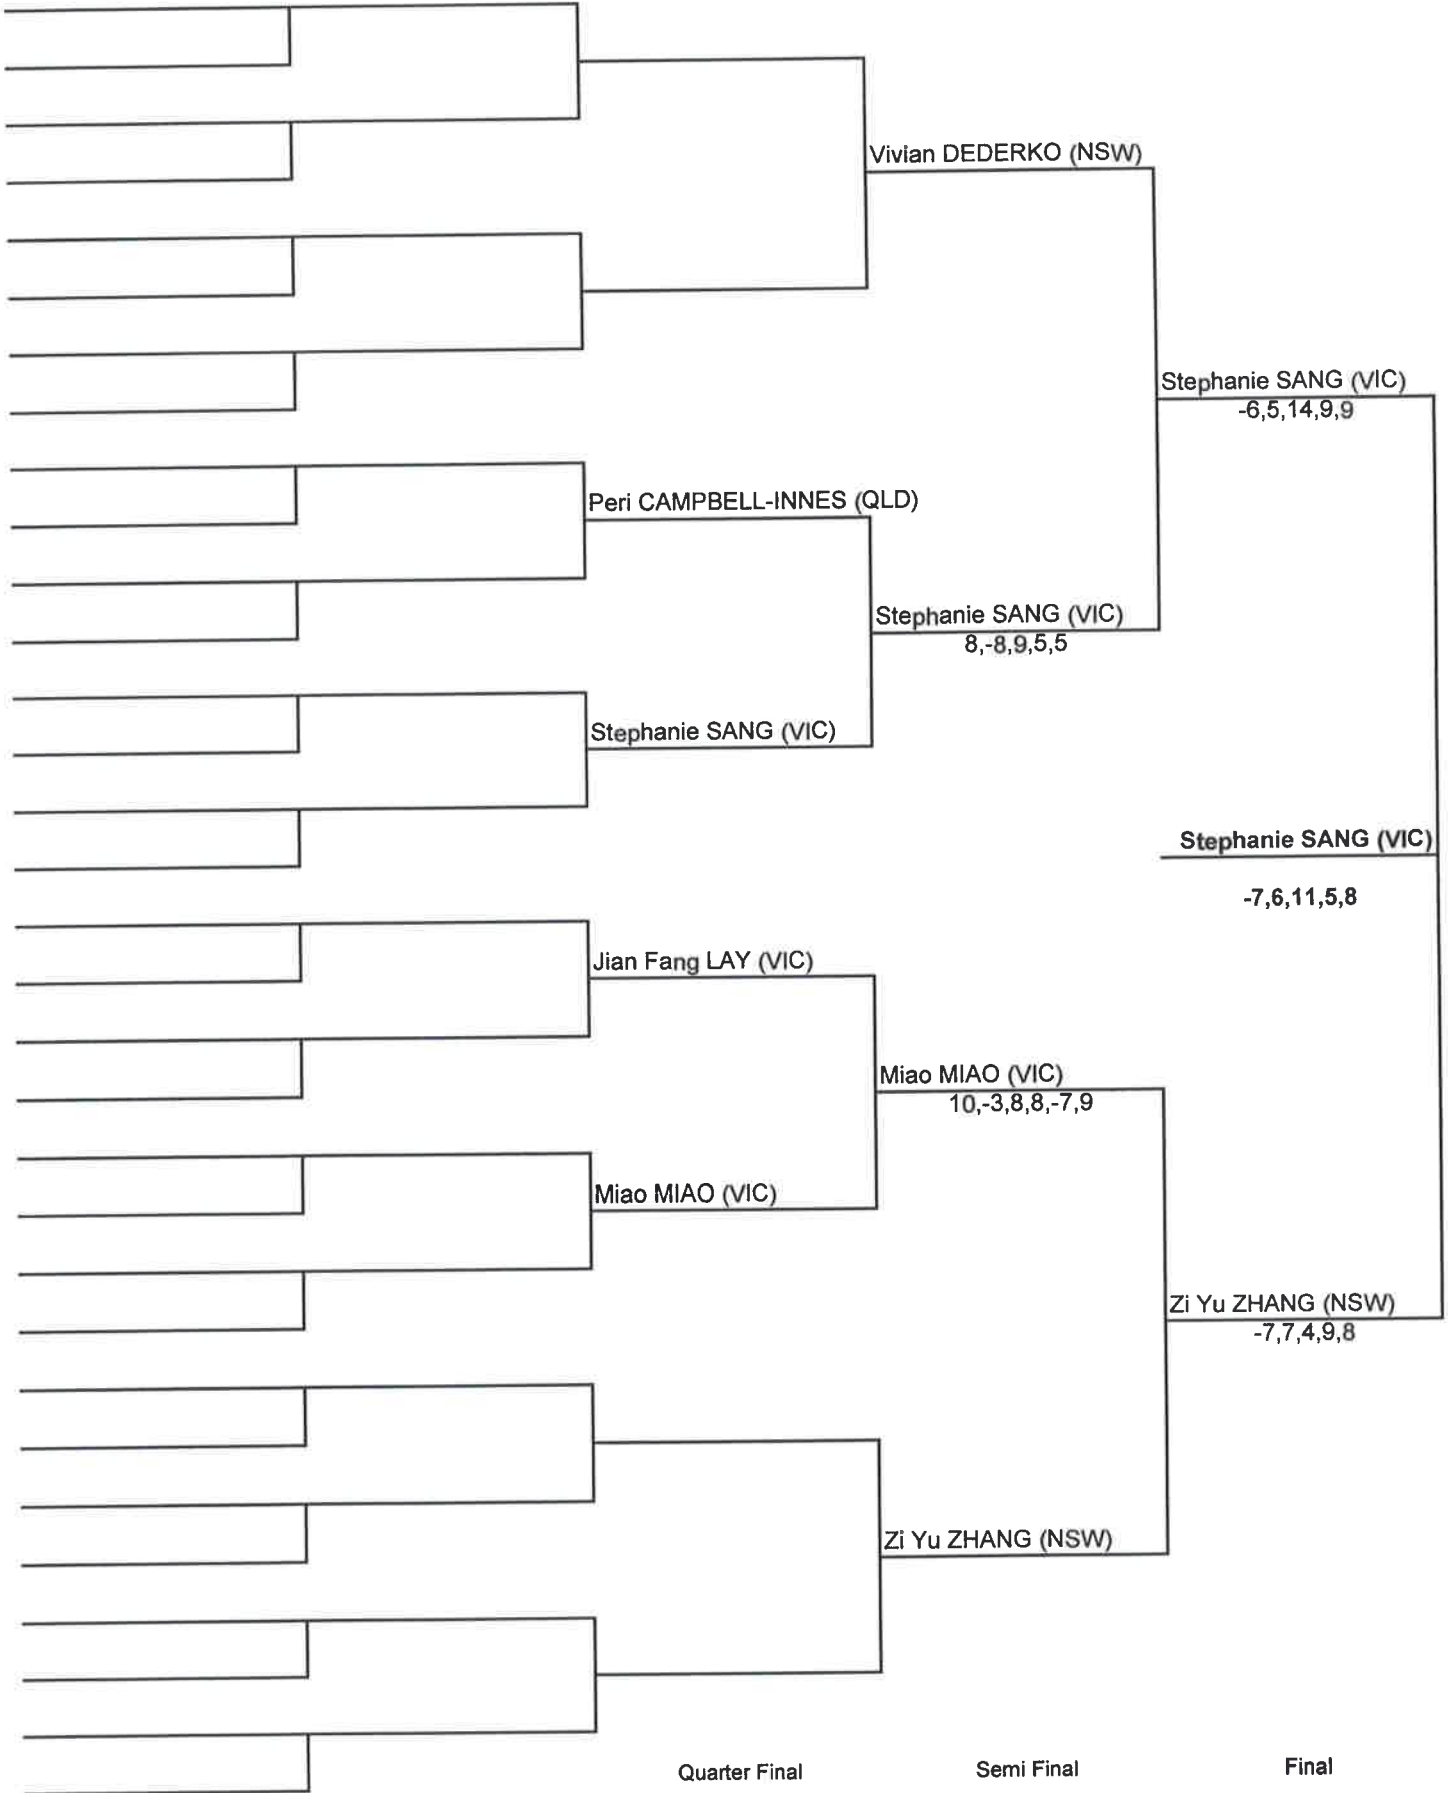 Vivian DEDERKO (NSW)
Stephanie SANG (VIC)
-6,5,14,9,9
Peri CAMPBELL-INNES (QLD)
Stephanie SANG (VIC)
8,-8,9,5,5
Stephanie SANG (VIC)
Stephanie SANG (VIC)
-7,6,11,5,8
Jian Fang LAY (VIC)
Miao MIAO (VIC)
10,-3,8,8,-7,9
Miao MIAO (VIC)
Zi Yu ZHANG (NSW)
-7,7,4,9,8
Zi Yu ZHANG (NSW)
Quarter Final
Semi Final
Final